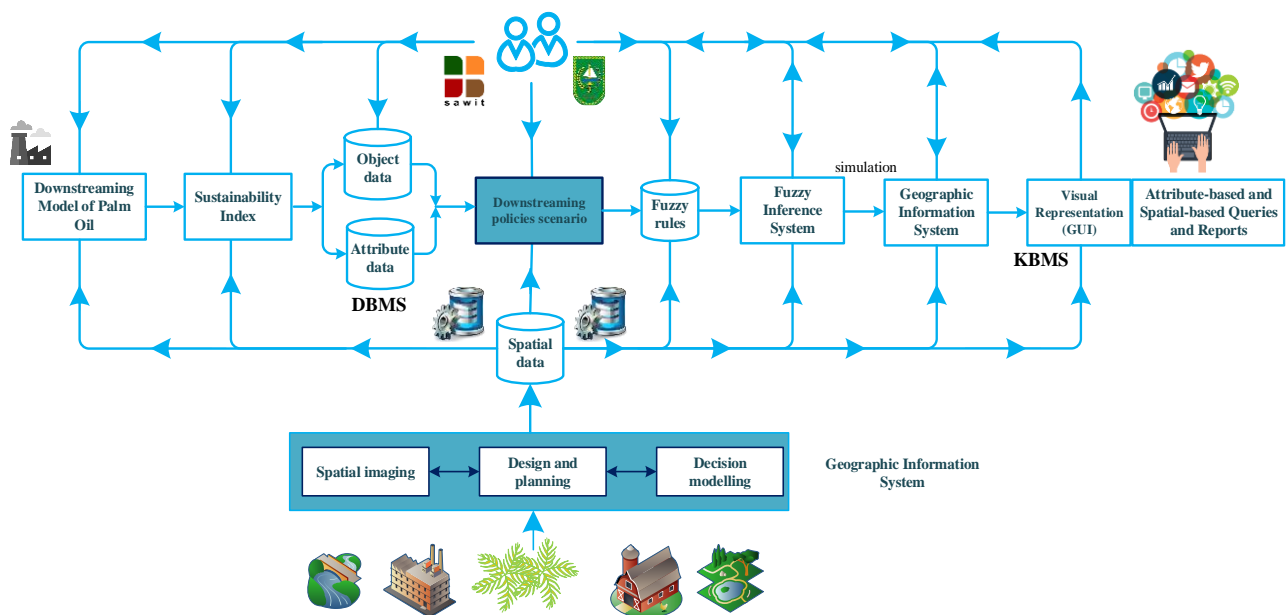 sawit
Object
data
simulation
Downstreaming
Model of Palm
Oil
Sustainability
Index
Attribute
data
DBMS
Downstreaming
policies scenario
Fuzzy
rules
Fuzzy
Inference
System
Geographic
Information
System
Visual
Representation
(GUI)
KBMS
Attribute-based and
Spatial-based Queries
and Reports
Spatial
data
Spatial imaging
Design and
planning
Decision
modelling
Geographic Information
System